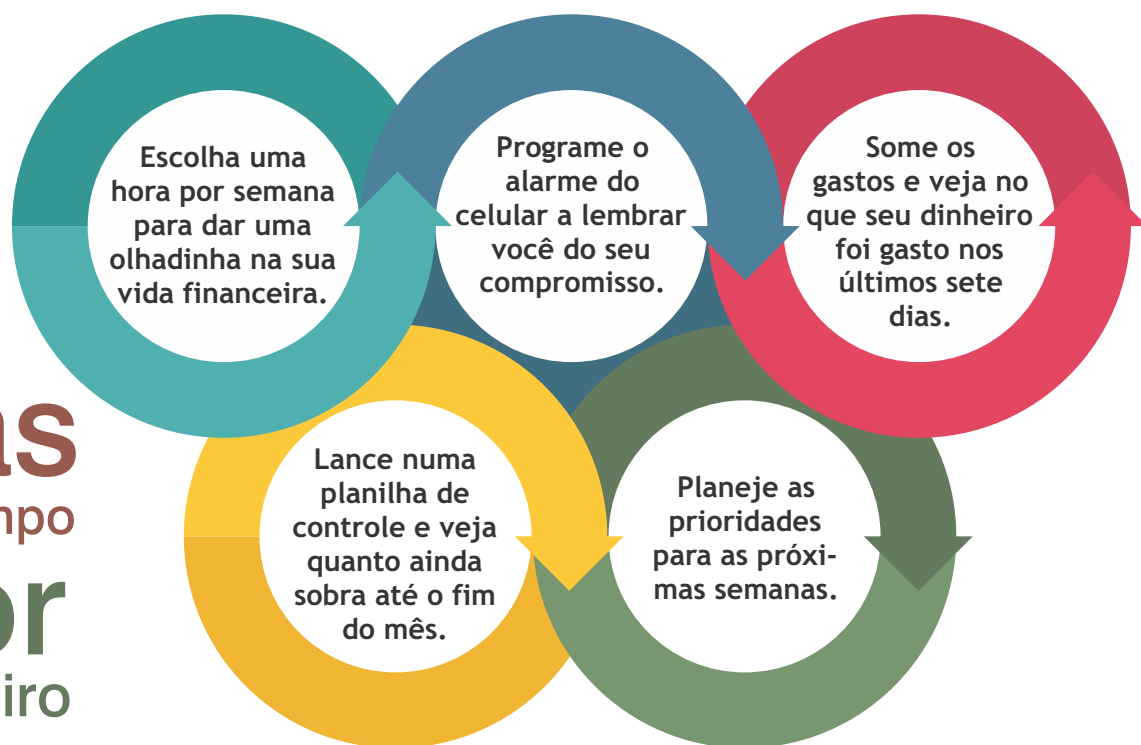 Escolha uma
hora por semana
para dar uma
olhadinha na sua
vida financeira.
Programe o
alarme do
celular a lembrar
você do seu
compromisso.
Some os
gastos e veja no
que seu dinheiro
foi gasto nos
últimos sete
dias.
Lance numa
planilha de
controle e veja
quanto ainda
sobra até o fim
do mês.
Planeje as
prioridades
para as próxi-
mas semanas.
as
mpo
or
iro